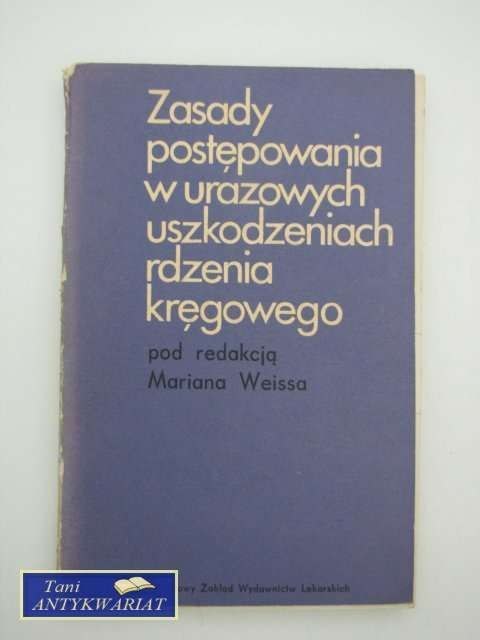 Zasady
postępowania
w urazowych
uszkodzeniach
rdzenia
kręgowego
pod redakcją
Mariana Weissa
Zakład Wydawnictw Lekarskich
Tani
ANTYKWARIAT